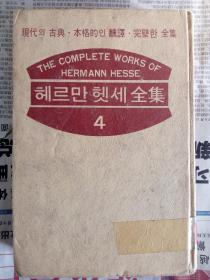 現代의 古典·本格的인 飜譯·完璧한 全集
THE COMPLETE WORKS OF
HERMANN HESSE
헤르만 헷세 全集
4